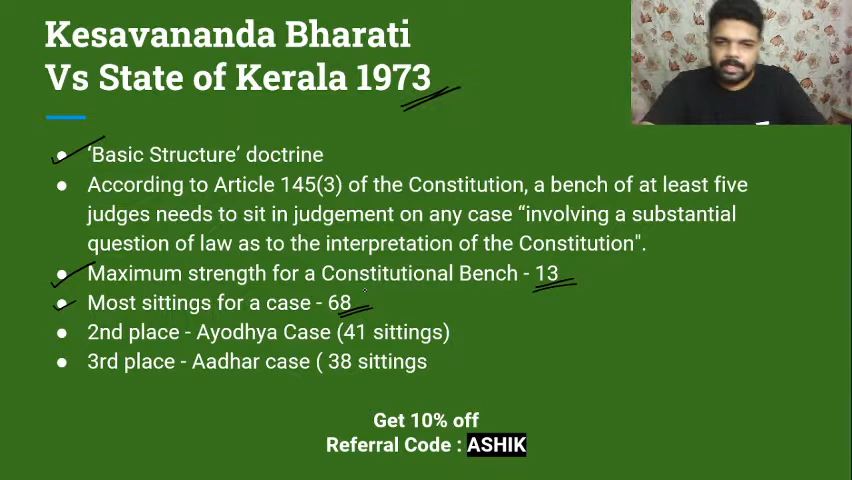 Kesavananda Bharati
Vs State of Kerala 1973
‘Basic Structure’ doctrine
According to Article 145(3) of the Constitution, a bench of at least five
judges needs to sit in judgement on any case “involving a substantial
question of law as to the interpretation of the Constitution".
Maximum strength for a Constitutional Bench - 13
Most sittings for a case - 68
2nd place - Ayodhya Case (41 sittings)
3rd place - Aadhar case ( 38 sittings
Get 10% off
Referral Code : ASHIK